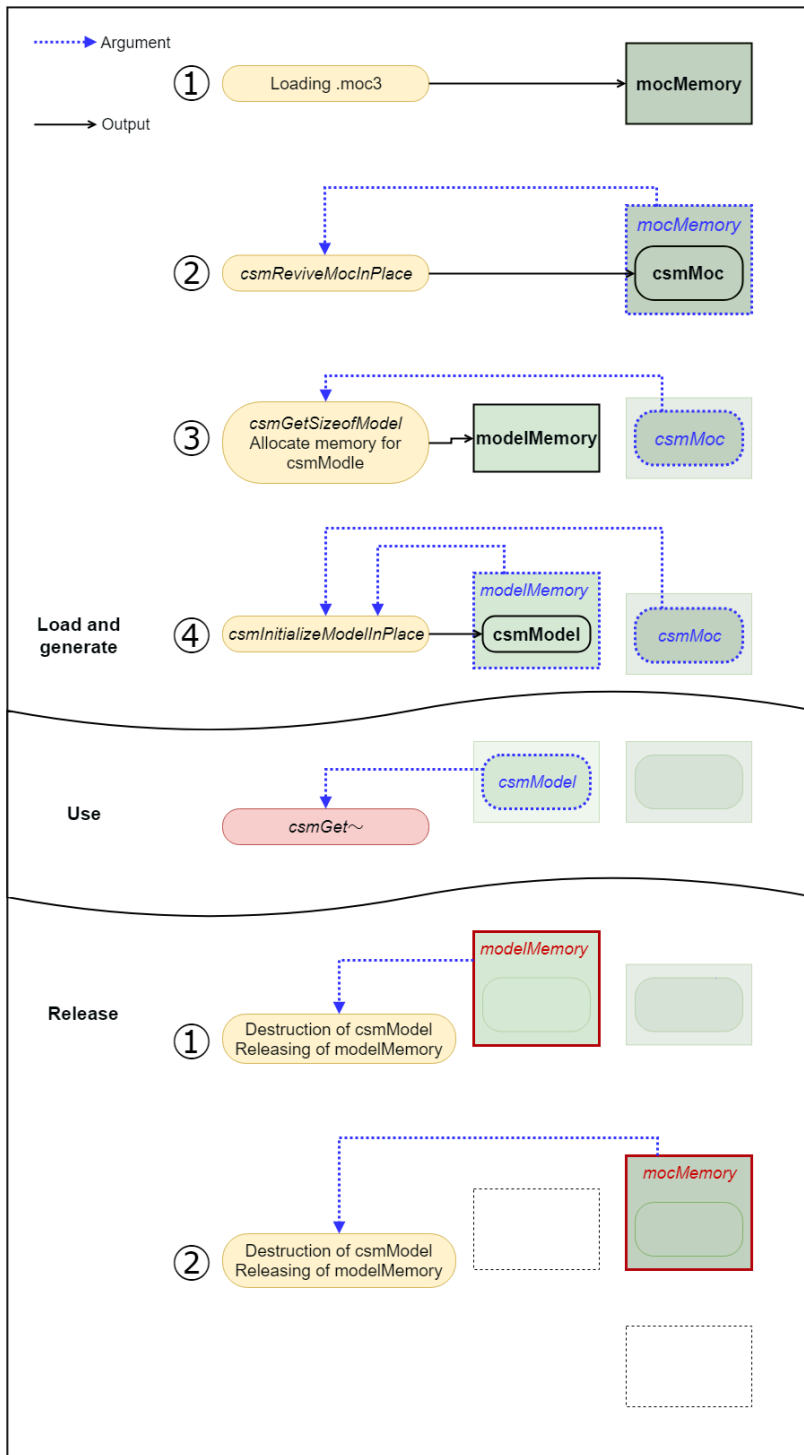 Argument
① Loading .moc3
mocMemory
Output
mocMemory
② csmReviveMocInPlace
csmMoc
③ csmGetSizeofModel
Allocate memory for
csmModle
modelMemory
csmMoc
Load and
generate
④ csmInitializeModelInPlace
modelMemory
csmModel
csmMoc
Use
csmModel
csmGet～
Release
modelMemory
① Destruction of csmModel
Releasing of modelMemory
mocMemory
② Destruction of csmModel
Releasing of modelMemory